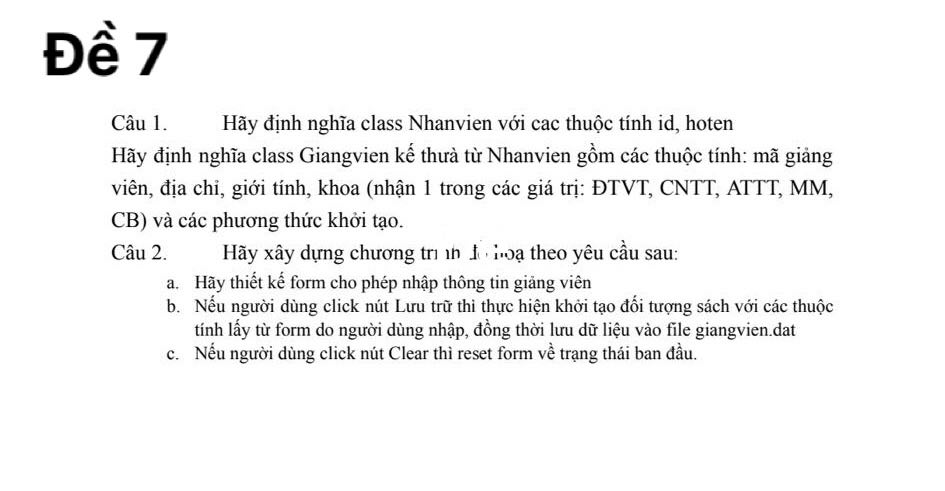 Đề 7
Câu 1. Hãy định nghĩa class Nhanvien với cac thuộc tính id, hoten
Hãy định nghĩa class Giangvien kế thưà từ Nhanvien gồm các thuộc tính: mã giảng
viên, địa chỉ, giới tính, khoa (nhận 1 trong các giá trị: ĐTVT, CNTT, ATTT, MM,
CB) và các phương thức khởi tạo.
Câu 2. Hãy xây dựng chương trình hoạ theo yêu cầu sau:
a. Hãy thiết kế form cho phép nhập thông tin giảng viên
b. Nếu người dùng click nút Lưu trữ thì thực hiện khởi tạo đối tượng sách với các thuộc
tính lấy từ form do người dùng nhập, đồng thời lưu dữ liệu vào file giangvien.dat
c. Nếu người dùng click nút Clear thì reset form về trạng thái ban đầu.